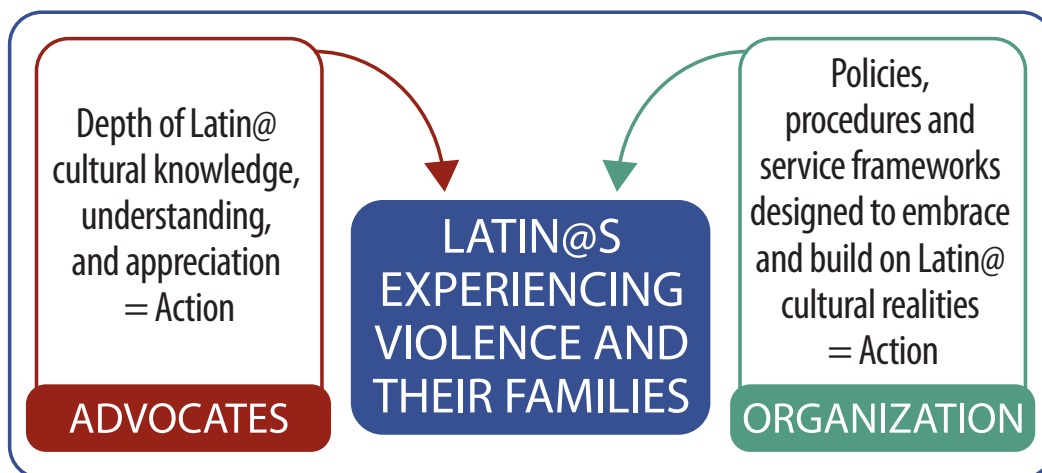 Depth of Latin@
cultural knowledge,
understanding,
and appreciation
= Action
ADVOCATES
LATIN@S
EXPERIENCING
VIOLENCE AND
THEIR FAMILIES
Policies,
procedures and
service frameworks
designed to embrace
and build on Latin@
cultural realities
= Action
ORGANIZATION